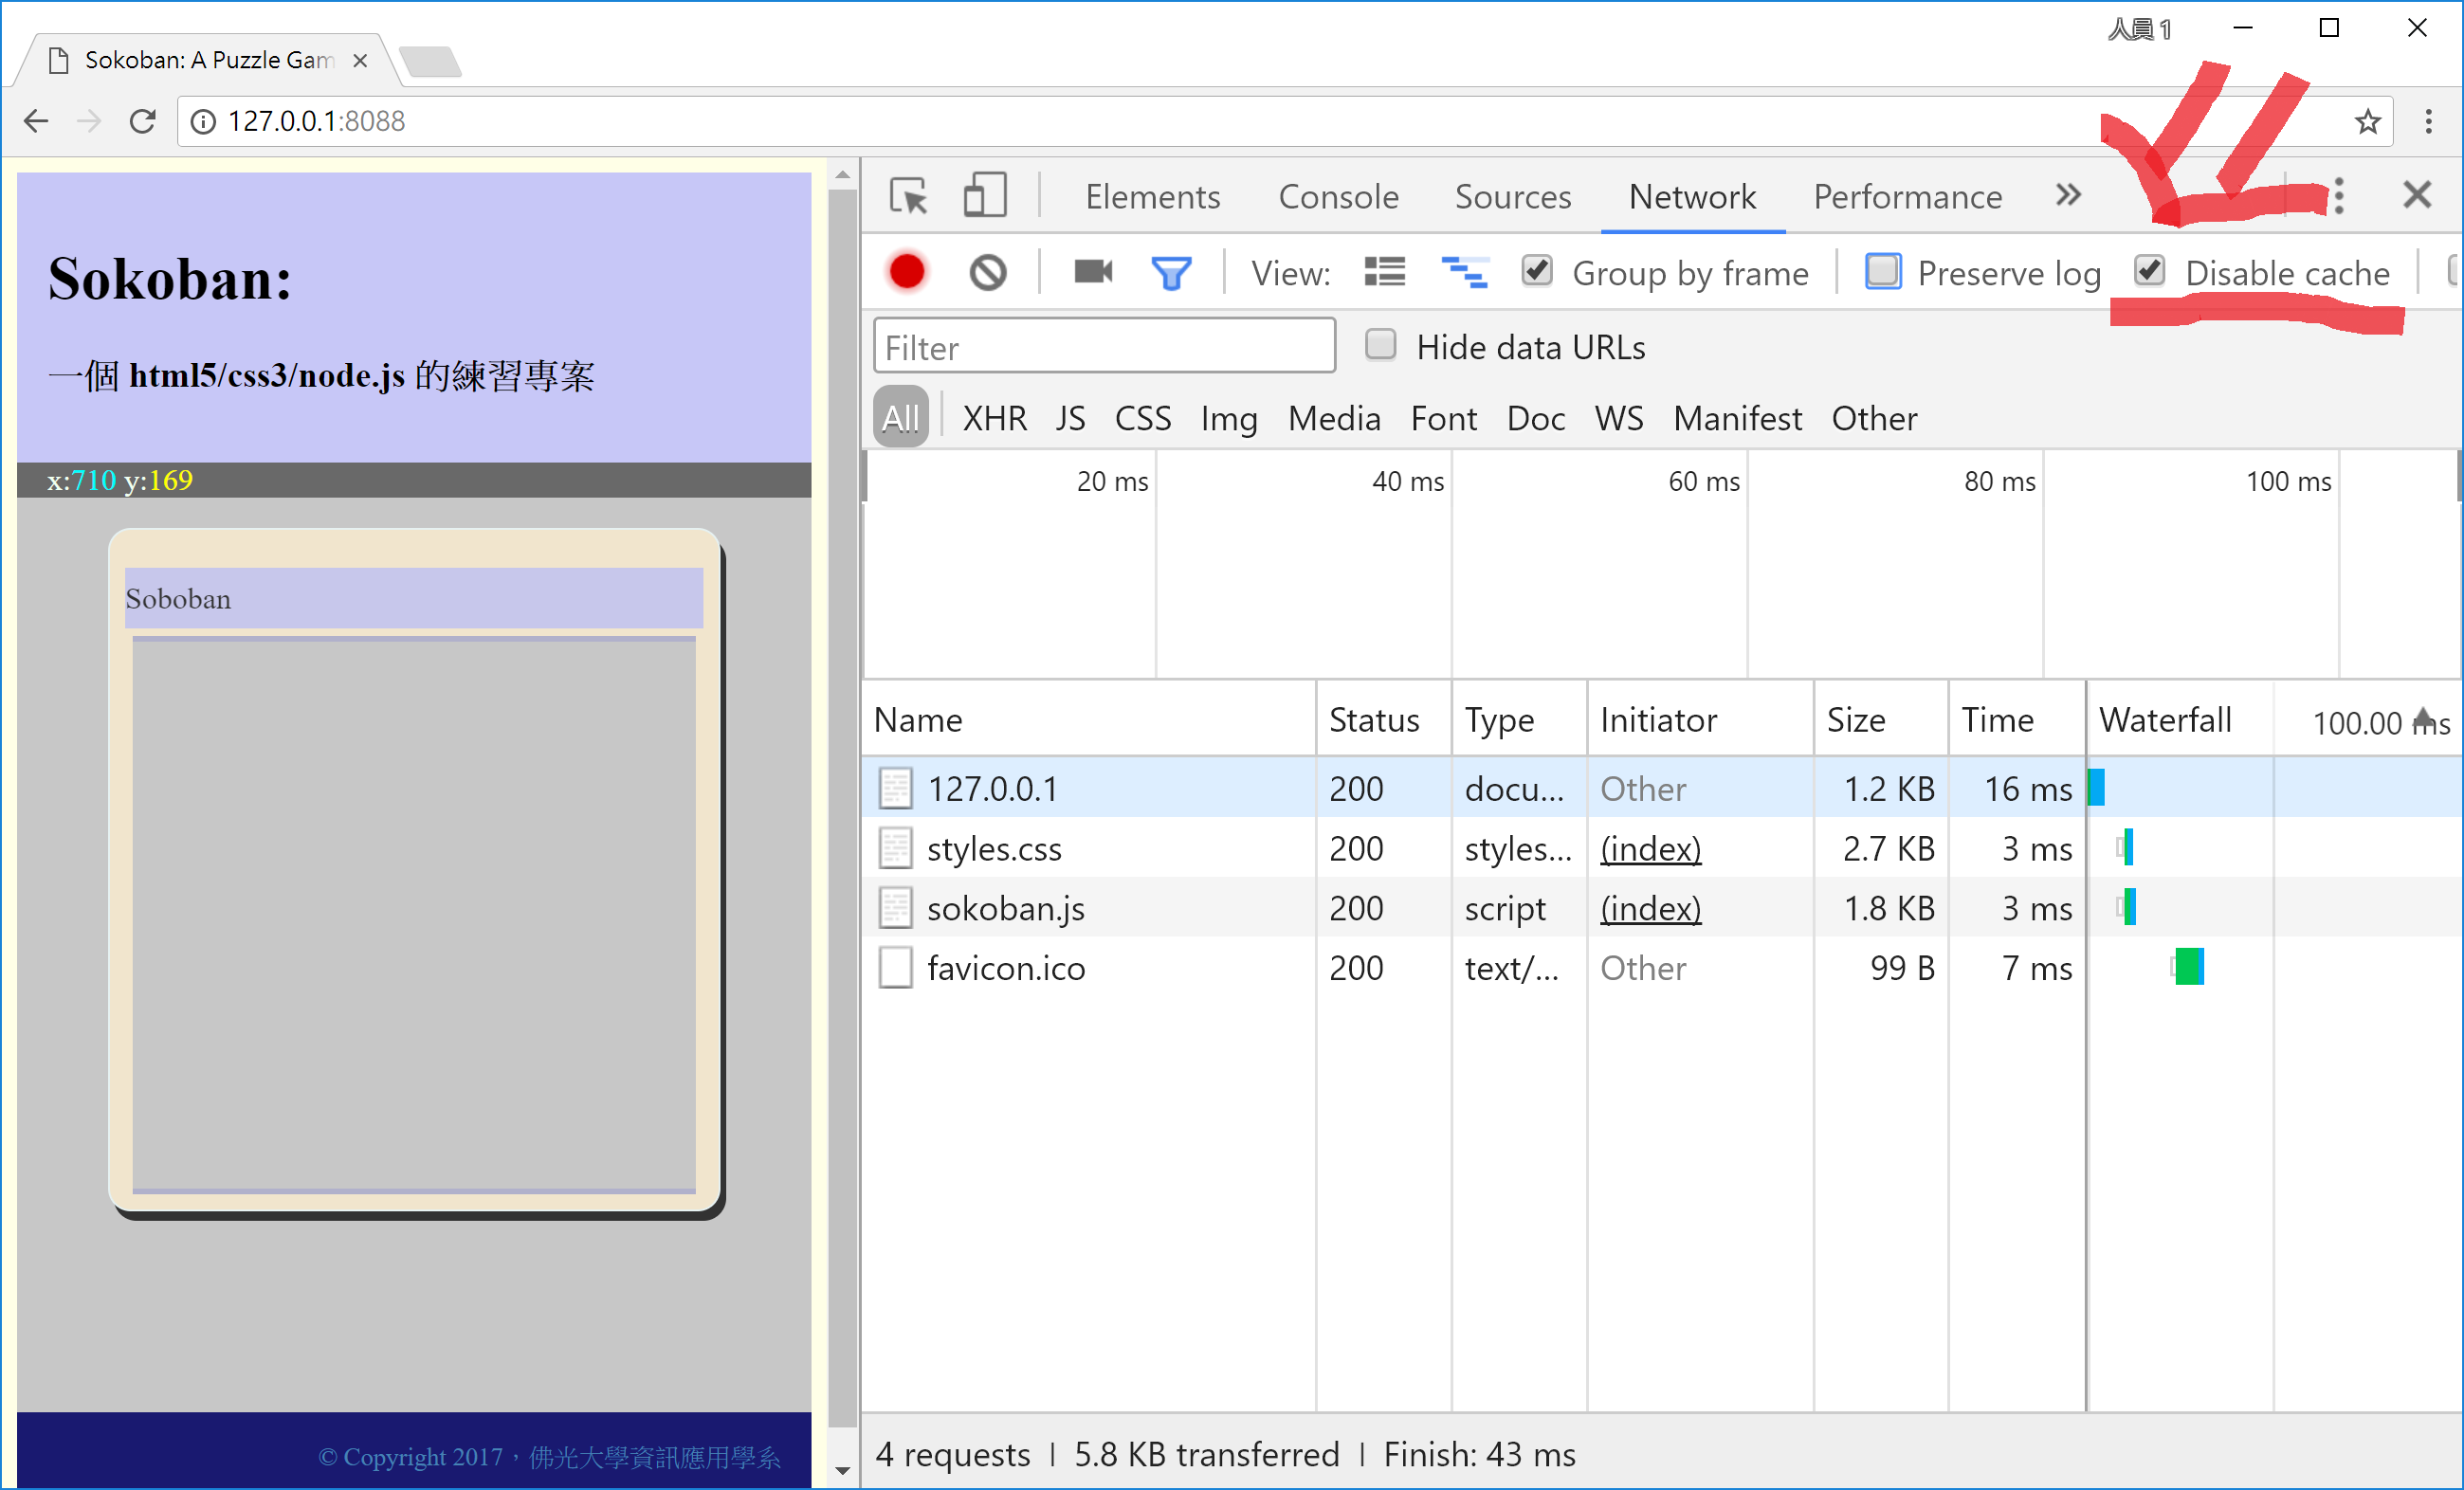 人員 1
Sokoban: A Puzzle Gam
127.0.0.1:8088
Sokoban:
一個 html5/css3/node.js 的練習專案
x:710 y:169
Soboban
© Copyright 2017，佛光大學資訊應用學系
Elements Console Sources Network Performance »
View: Group by frame Preserve log Disable cache
Filter Hide data URLs
All XHR JS CSS Img Media Font Doc WS Manifest Other
20 ms 40 ms 60 ms 80 ms 100 ms
Name Status Type Initiator Size Time Waterfall 100.00 ms
127.0.0.1 200 docu... Other 1.2 KB 16 ms
styles.css 200 styles... (index) 2.7 KB 3 ms
sokoban.js 200 script (index) 1.8 KB 3 ms
favicon.ico 200 text/... Other 99 B 7 ms
4 requests | 5.8 KB transferred | Finish: 43 ms